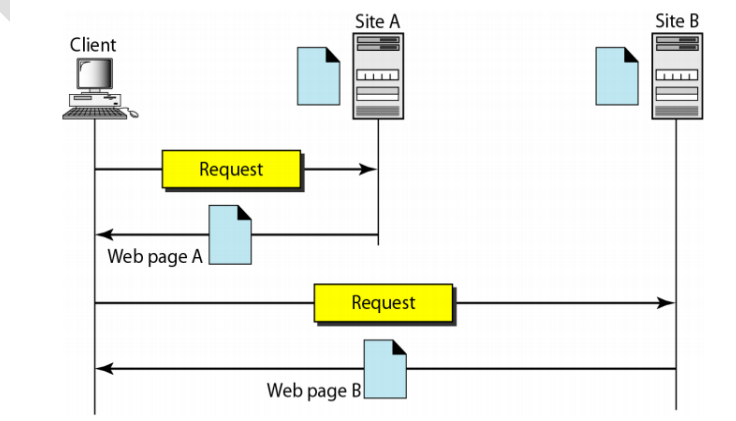 Site A
Site B
Client
Request
Web page A
Request
Web page B